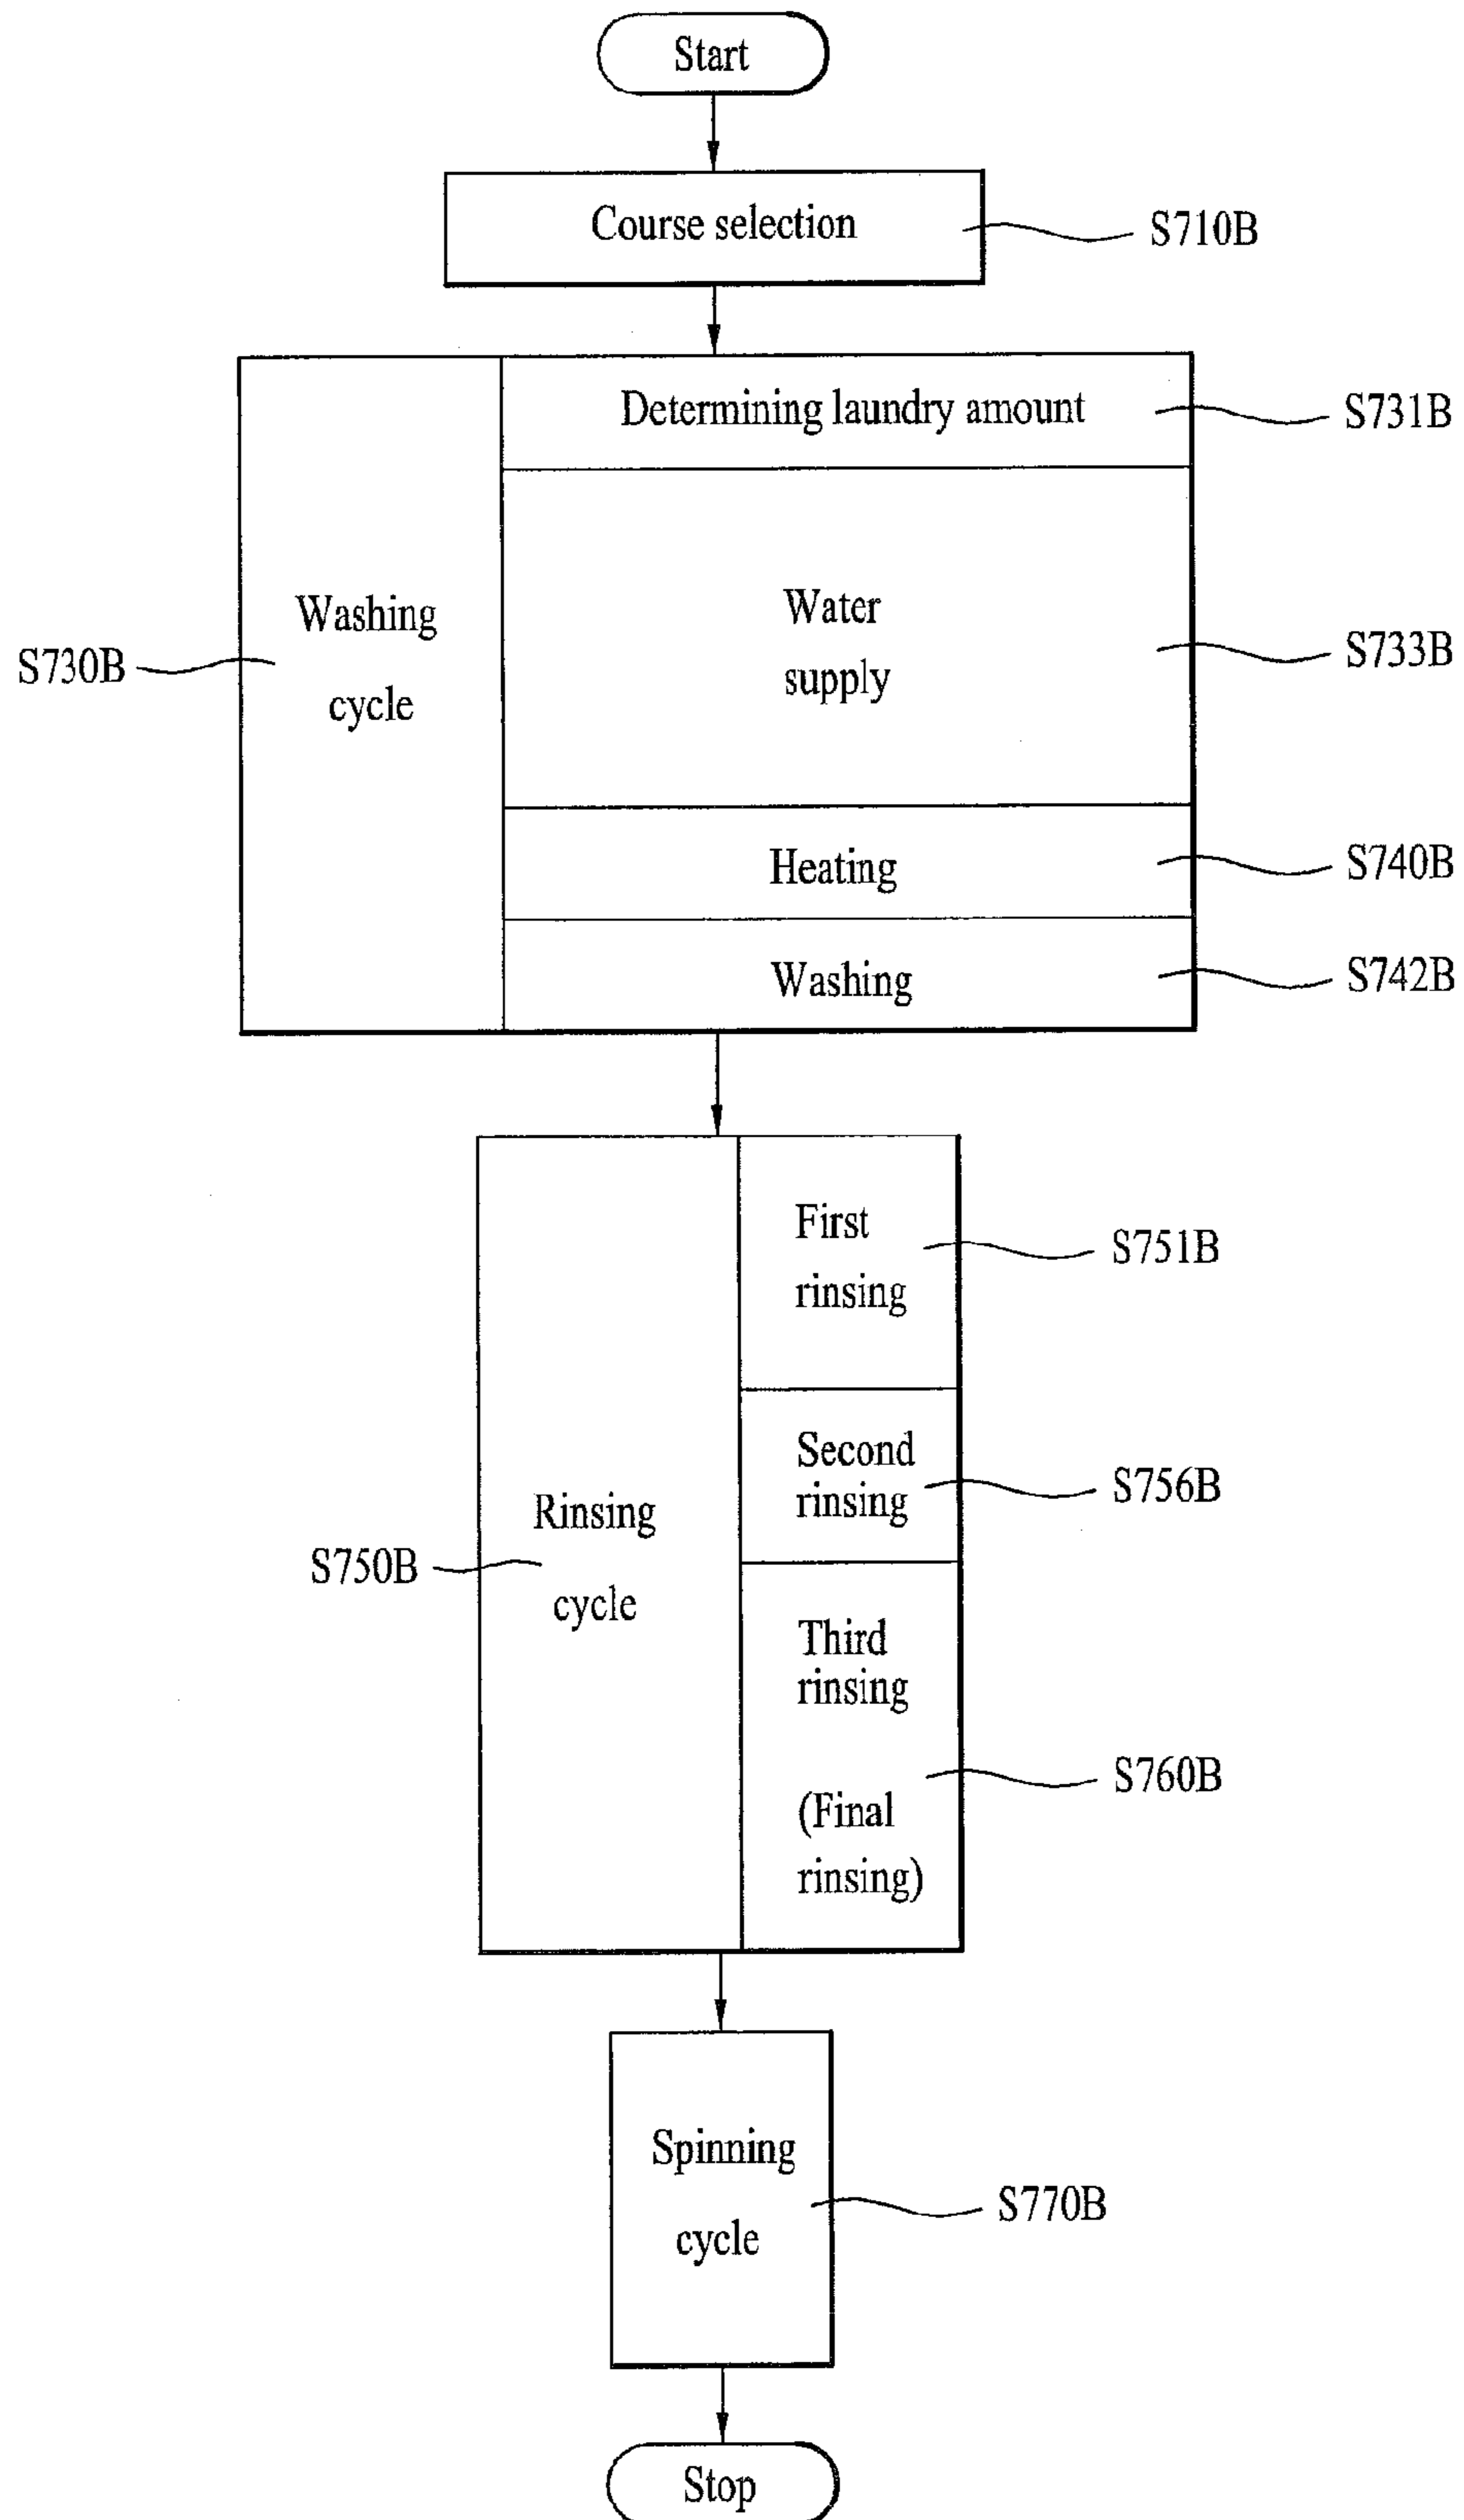 Start
Course selection
S710B
Determining laundry amount
S731B
Washing
cycle
S730B
Water
supply
S733B
Heating
S740B
Washing
S742B
First
rinsing
S751B
Second
rinsing
S756B
Rinsing
cycle
S750B
Third
rinsing
(Final
rinsing)
S760B
Spinning
cycle
S770B
Stop